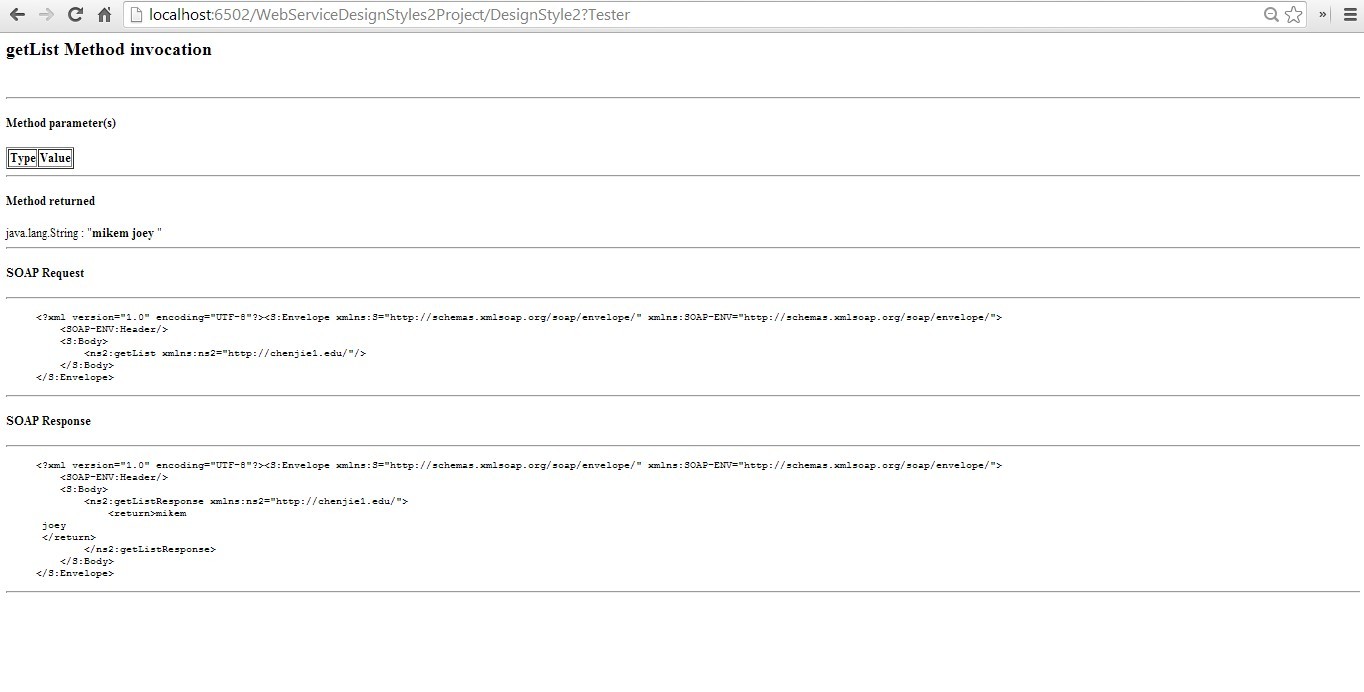 localhost:6502/WebServiceDesignStyles2Project/DesignStyle2?Tester
getList Method invocation
Method parameter(s)
Type Value
Method returned
java.lang.String : "mikem joey "
SOAP Request
<?xml version="1.0" encoding="UTF-8"?><S:Envelope xmlns:S="http://schemas.xmlsoap.org/soap/envelope/" xmlns:SOAP-ENV="http://schemas.xmlsoap.org/soap/envelope/">
<SOAP-ENV:Header/>
<S:Body>
<ns2:getList xmlns:ns2="http://chenjie1.edu/"/>
</S:Body>
</S:Envelope>
SOAP Response
<?xml version="1.0" encoding="UTF-8"?><S:Envelope xmlns:S="http://schemas.xmlsoap.org/soap/envelope/" xmlns:SOAP-ENV="http://schemas.xmlsoap.org/soap/envelope/">
<SOAP-ENV:Header/>
<S:Body>
<ns2:getListResponse xmlns:ns2="http://chenjie1.edu/">
<return>mikem
joey
</return>
</ns2:getListResponse>
</S:Body>
</S:Envelope>